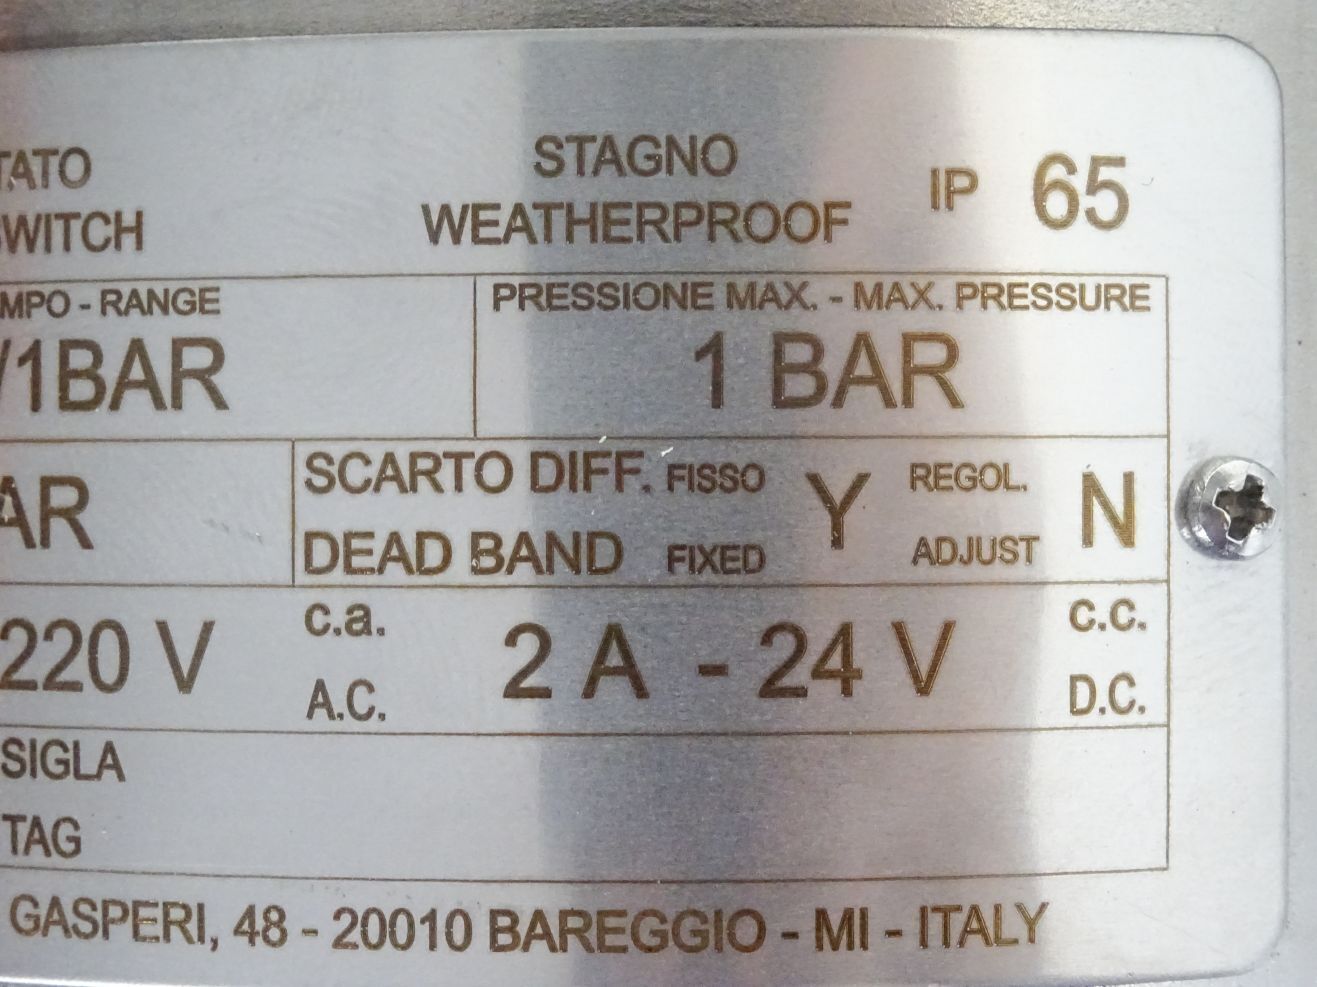 STAGNO
WEATHERPROOF
IP 65
TATO
SWITCH
MPO - RANGE
/1BAR
PRESSIONE MAX. - MAX. PRESSURE
1 BAR
AR
SCARTO DIFF. FISSO Y REGOL. N
DEAD BAND FIXED ADJUST
220 V
c.a.
A.C.
2 A - 24 V
c.c.
D.C.
SIGLA
TAG
GASPERI, 48 - 20010 BAREGGIO - MI - ITALY